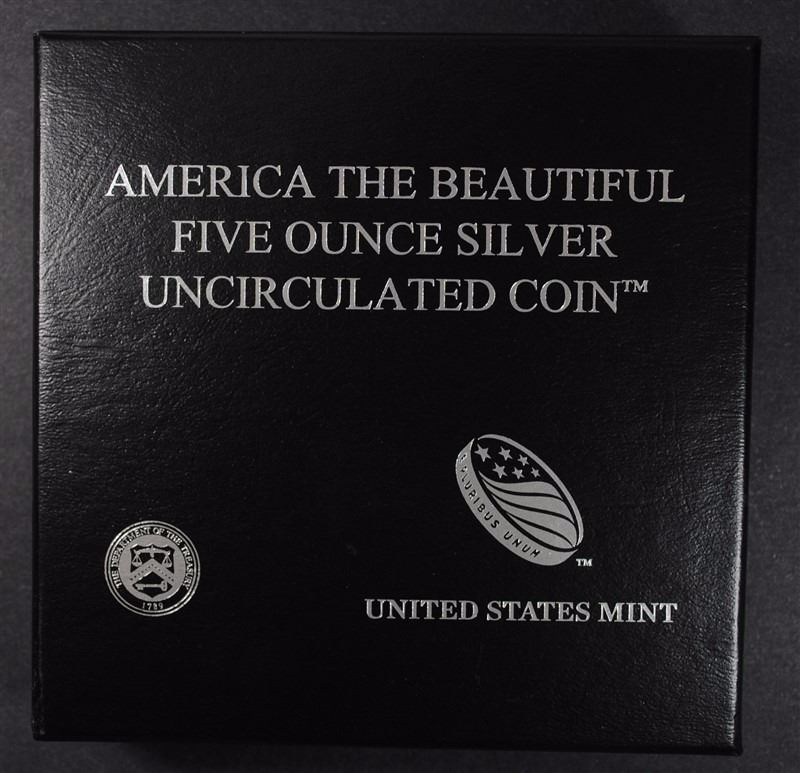 AMERICA THE BEAUTIFUL
FIVE OUNCE SILVER
UNCIRCULATED COIN™
E PLURIBUS UNUM
™
THE DEPARTMENT OF THE TREASURY
1789
UNITED STATES MINT